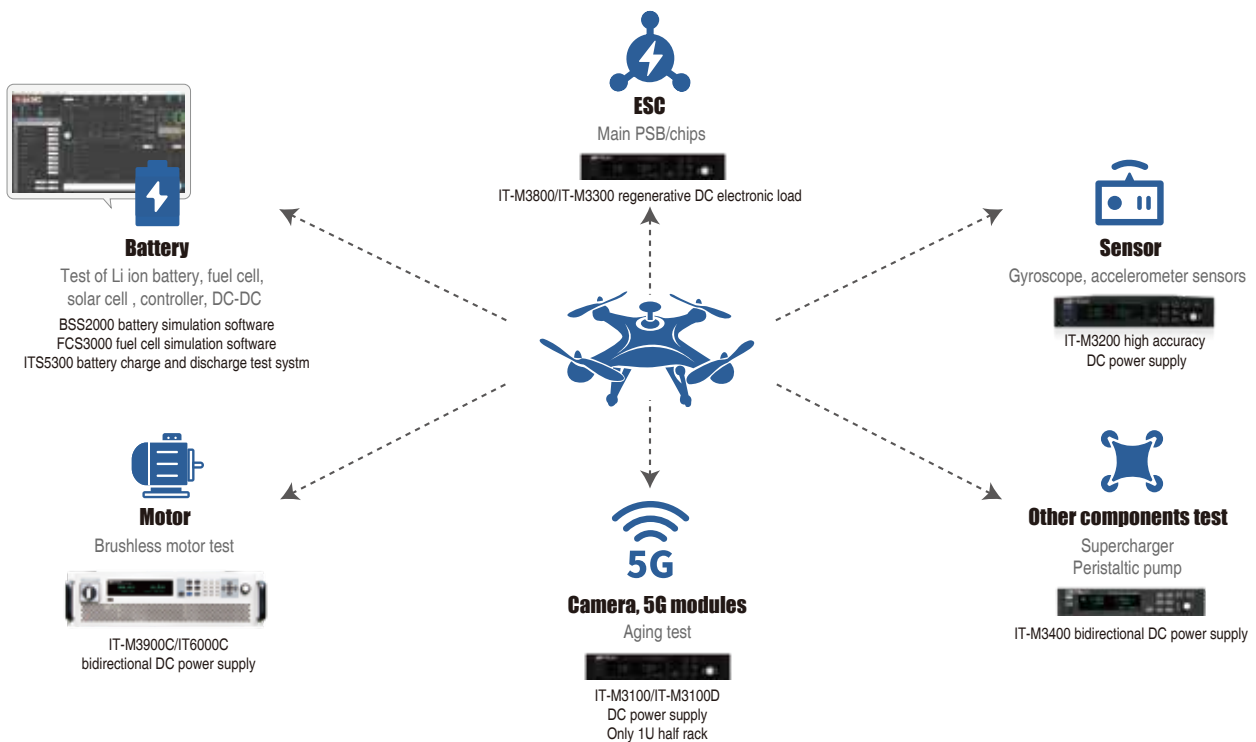 ESC
Main PSB/chips
IT-M3800/IT-M3300 regenerative DC electronic load
Battery
Test of Li ion battery, fuel cell,
solar cell , controller, DC-DC
BSS2000 battery simulation software
FCS3000 fuel cell simulation software
ITS5300 battery charge and discharge test systm
Sensor
Gyroscope, accelerometer sensors
IT-M3200 high accuracy
DC power supply
Motor
Brushless motor test
IT-M3900C/IT6000C
bidirectional DC power supply
5G
Camera, 5G modules
Aging test
IT-M3100/IT-M3100D
DC power supply
Only 1U half rack
Other components test
Supercharger
Peristaltic pump
IT-M3400 bidirectional DC power supply